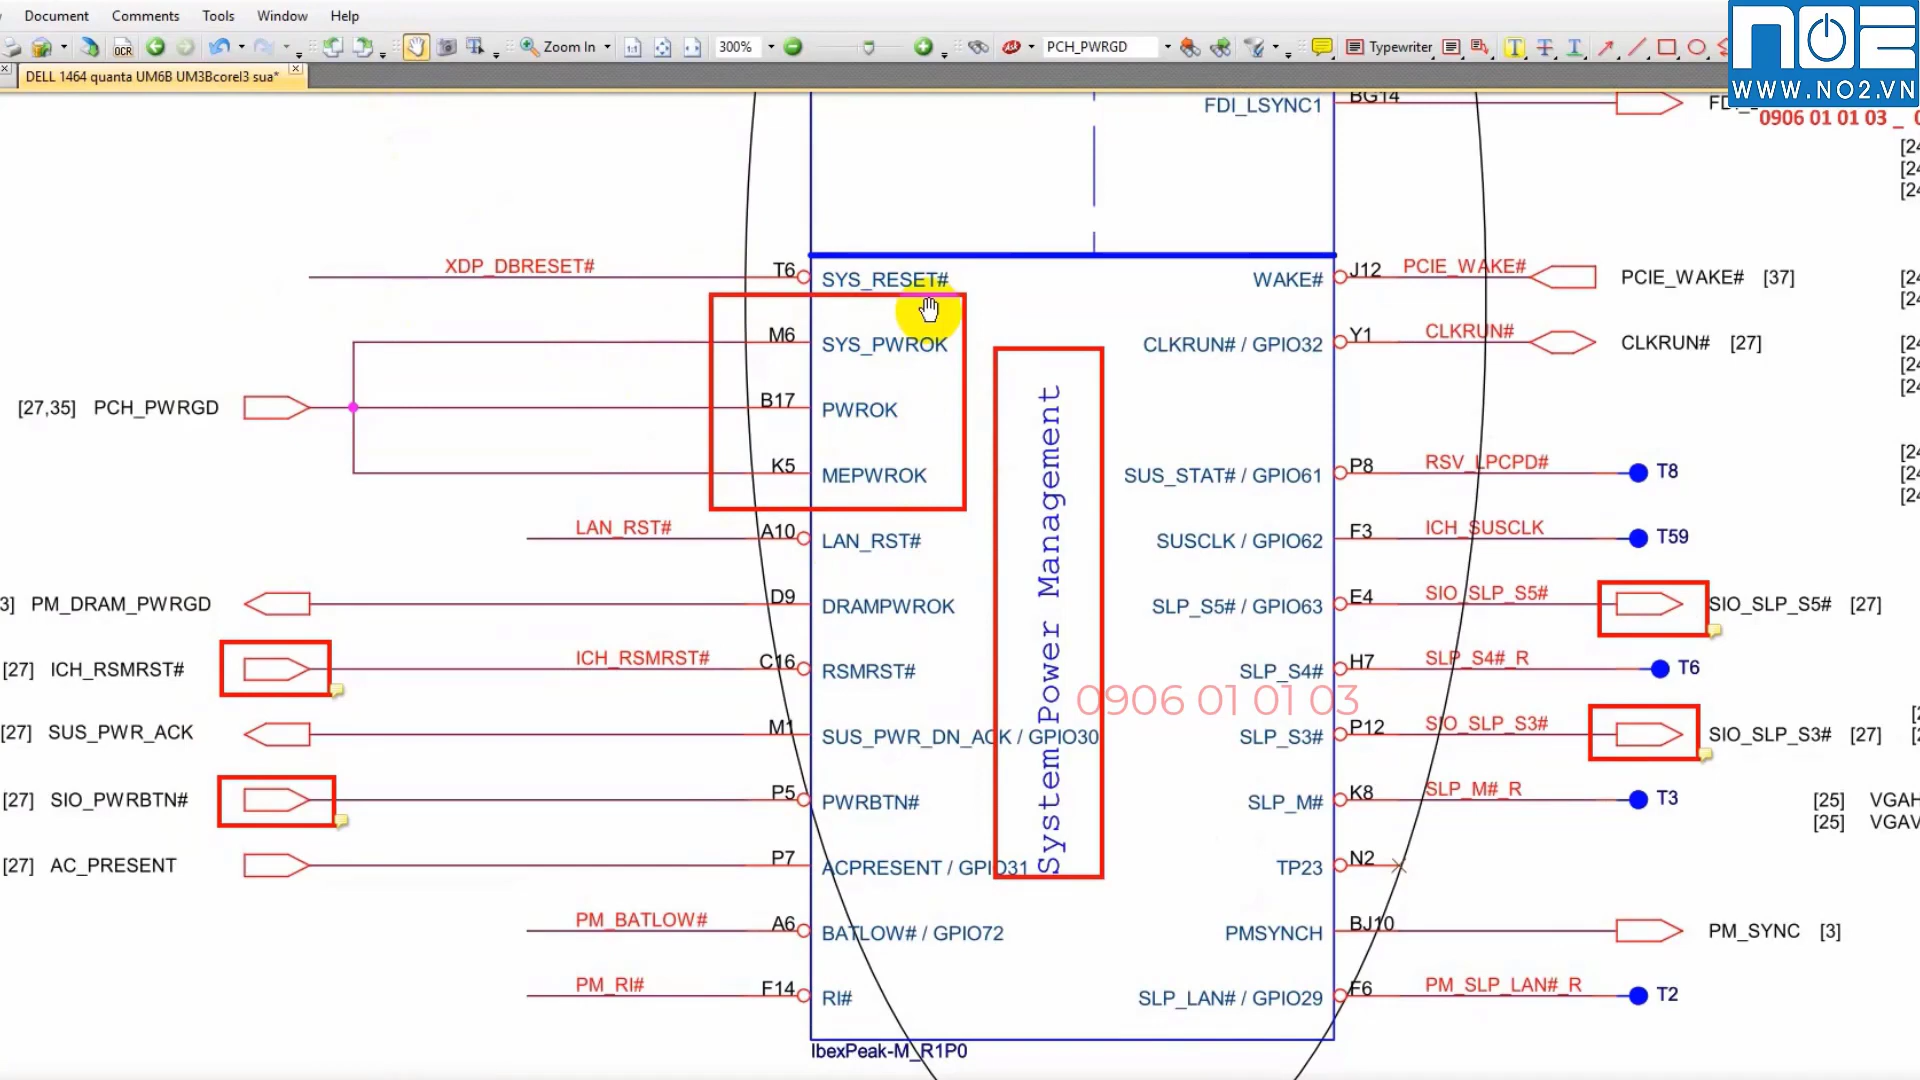 Document Comments Tools Window Help
OCR Zoom In 300% PCH_PWRGD Typewriter
DELL 1464 quanta UM6B UM3BcoreI3 sua*
NO2
WWW.NO2.VN
0906 01 01 03 _
FDI_LSYNC1 BG14
XDP_DBRESET# T6 SYS_RESET# WAKE# J12 PCIE_WAKE# PCIE_WAKE# [37]
M6 SYS_PWROK CLKRUN# / GPIO32 Y1 CLKRUN# CLKRUN# [27]
[27,35] PCH_PWRGD B17 PWROK
K5 MEPWROK SUS_STAT# / GPIO61 P8 RSV_LPCPD# T8
LAN_RST# A10 LAN_RST# SUSCLK / GPIO62 F3 ICH_SUSCLK T59
3] PM_DRAM_PWRGD D9 DRAMPWROK SLP_S5# / GPIO63 E4 SIO_SLP_S5# SIO_SLP_S5# [27]
[27] ICH_RSMRST# ICH_RSMRST# C16 RSMRST# SLP_S4# H7 SLP_S4#_R T6
0906 01 01 03
[27] SUS_PWR_ACK M1 SUS_PWR_DN_ACK / GPIO30 SLP_S3# P12 SIO_SLP_S3# SIO_SLP_S3# [27]
[27] SIO_PWRBTN# P5 PWRBTN# SLP_M# K8 SLP_M#_R T3
[25] VGAH
[25] VGAV
[27] AC_PRESENT P7 ACPRESENT / GPIO31 TP23 N2
PM_BATLOW# A6 BATLOW# / GPIO72 PMSYNCH BJ10 PM_SYNC [3]
PM_RI# F14 RI# SLP_LAN# / GPIO29 F6 PM_SLP_LAN#_R T2
System Power Management
IbexPeak-M_R1P0